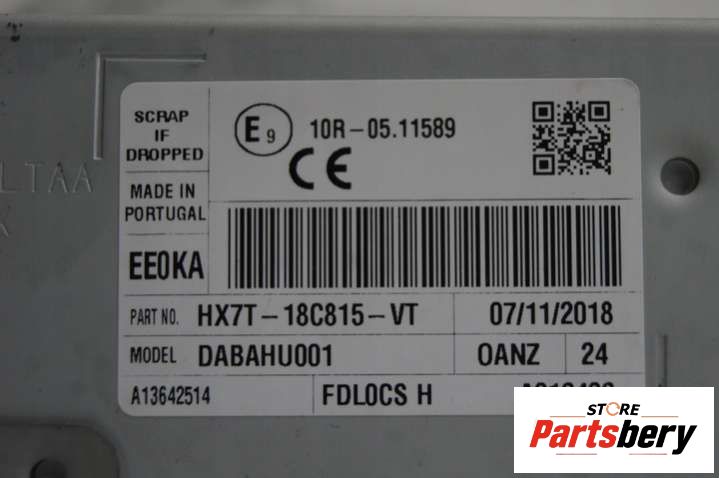 SCRAP
IF
DROPPED
E9 10R-05.11589
CE
MADE IN
PORTUGAL
LTAA
EE0KA
PART NO. HX7T-18C815-VT 07/11/2018
MODEL DABAHU001 OANZ 24
A13642514 FDLOCS H
STORE
Partsbery